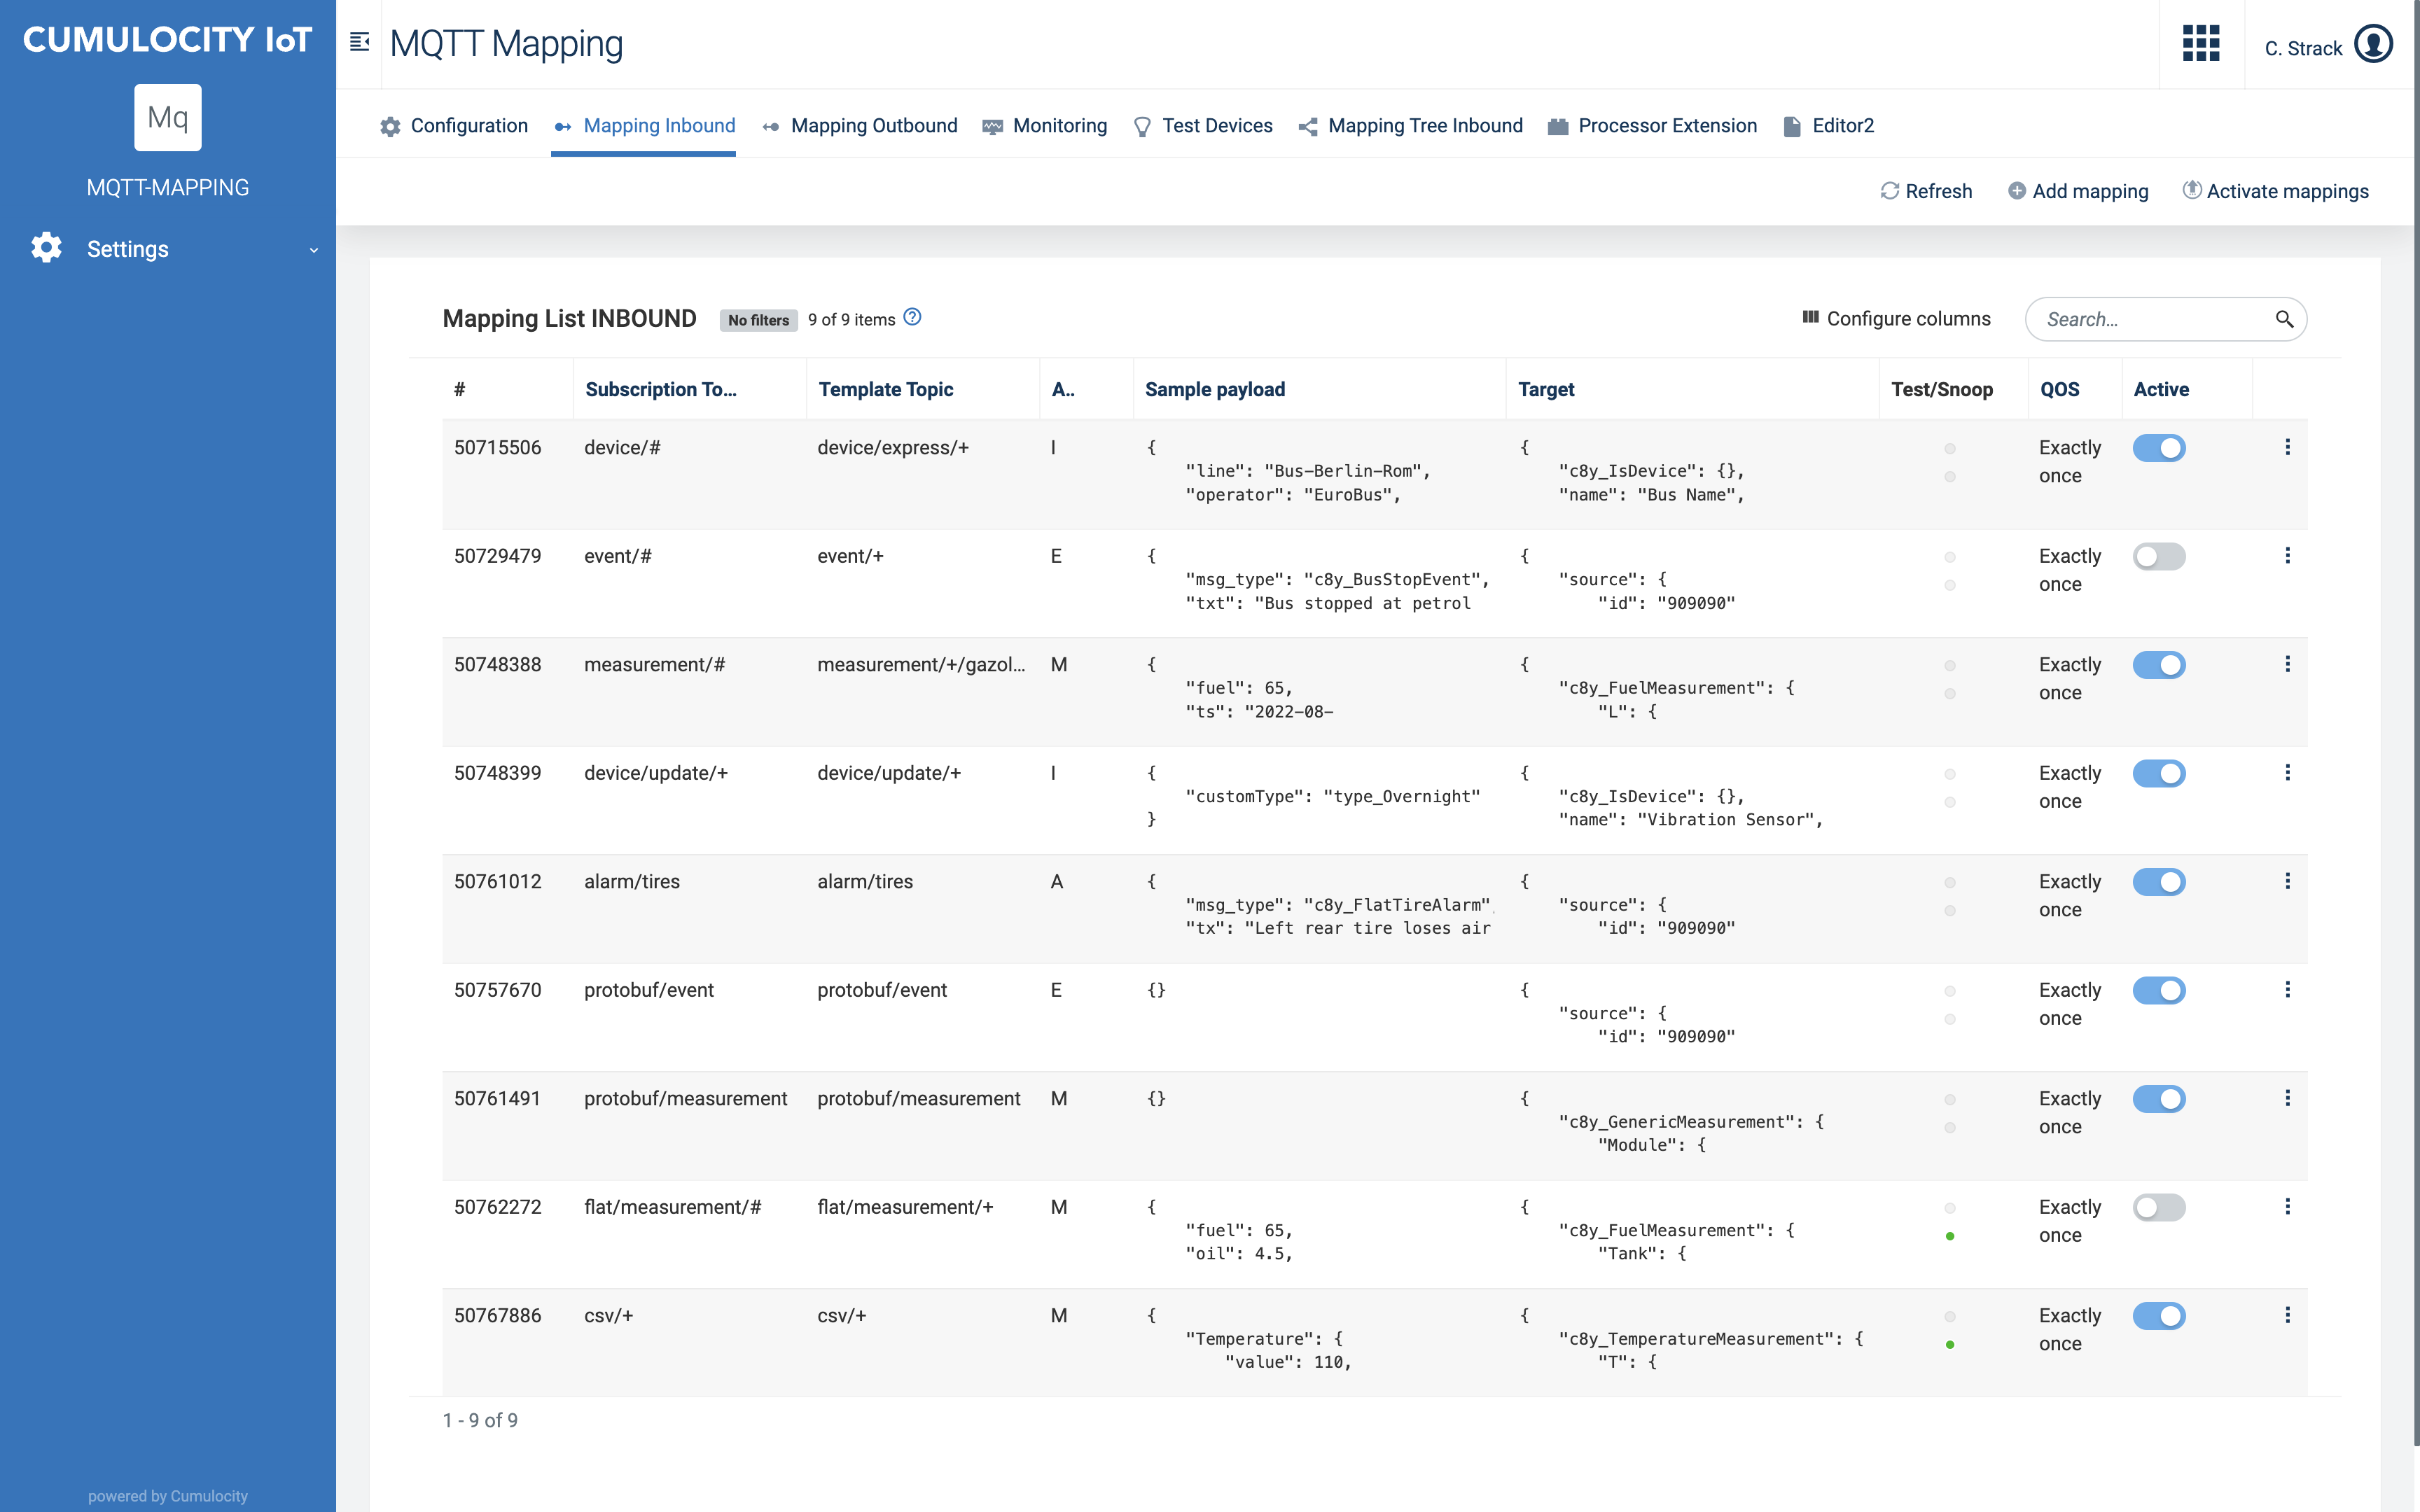 CUMULOCITY IoT
Mq
MQTT-MAPPING
Settings
powered by Cumulocity
MQTT Mapping
C. Strack
Configuration Mapping Inbound Mapping Outbound Monitoring Test Devices Mapping Tree Inbound Processor Extension Editor2
Refresh Add mapping Activate mappings
Mapping List INBOUND No filters 9 of 9 items ? Configure columns Search...
# Subscription To... Template Topic A.. Sample payload Target Test/Snoop QOS Active
50715506 device/# device/express/+ I { { Exactly
"line": "Bus-Berlin-Rom", "c8y_IsDevice": {}, once
"operator": "EuroBus", "name": "Bus Name",
50729479 event/# event/+ E { { Exactly
"msg_type": "c8y_BusStopEvent", "source": { once
"txt": "Bus stopped at petrol "id": "909090"
50748388 measurement/# measurement/+/gazol... M { { Exactly
"fuel": 65, "c8y_FuelMeasurement": { once
"ts": "2022-08- "L": {
50748399 device/update/+ device/update/+ I { { Exactly
"customType": "type_Overnight" "c8y_IsDevice": {}, once
} "name": "Vibration Sensor",
50761012 alarm/tires alarm/tires A { { Exactly
"msg_type": "c8y_FlatTireAlarm", "source": { once
"tx": "Left rear tire loses air "id": "909090"
50757670 protobuf/event protobuf/event E {} { Exactly
"source": { once
"id": "909090"
50761491 protobuf/measurement protobuf/measurement M {} { Exactly
"c8y_GenericMeasurement": { once
"Module": {
50762272 flat/measurement/# flat/measurement/+ M { { Exactly
"fuel": 65, "c8y_FuelMeasurement": { once
"oil": 4.5, "Tank": {
50767886 csv/+ csv/+ M { { Exactly
"Temperature": { "c8y_TemperatureMeasurement": { once
"value": 110, "T": {
1 - 9 of 9